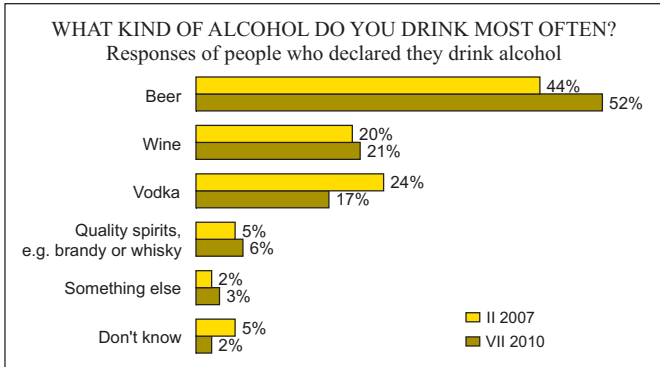 WHAT KIND OF ALCOHOL DO YOU DRINK MOST OFTEN?
Responses of people who declared they drink alcohol
Beer
44%
52%
Wine
20%
21%
Vodka
24%
17%
Quality spirits,
e.g. brandy or whisky
5%
6%
Something else
2%
3%
Don't know
5%
2%
II 2007
VII 2010